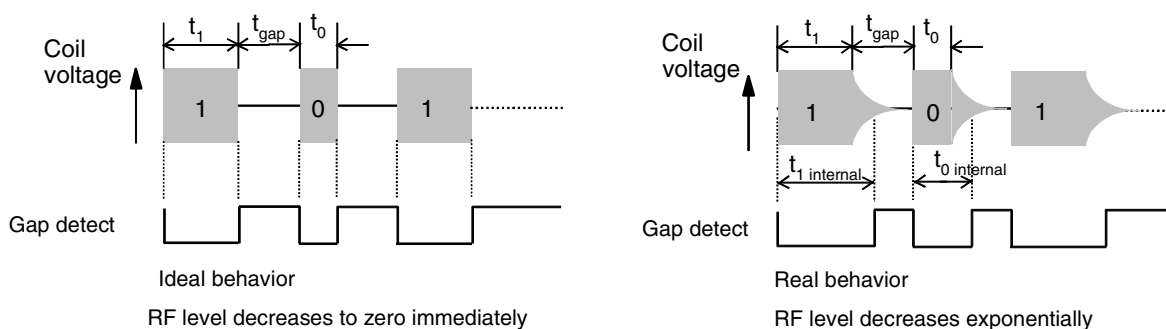 t1 tgap t0
Coil voltage
1 0 1
Gap detect
Ideal behavior
RF level decreases to zero immediately
t1 tgap t0
Coil voltage
1 0 1
t1 internal t0 internal
Gap detect
Real behavior
RF level decreases exponentially